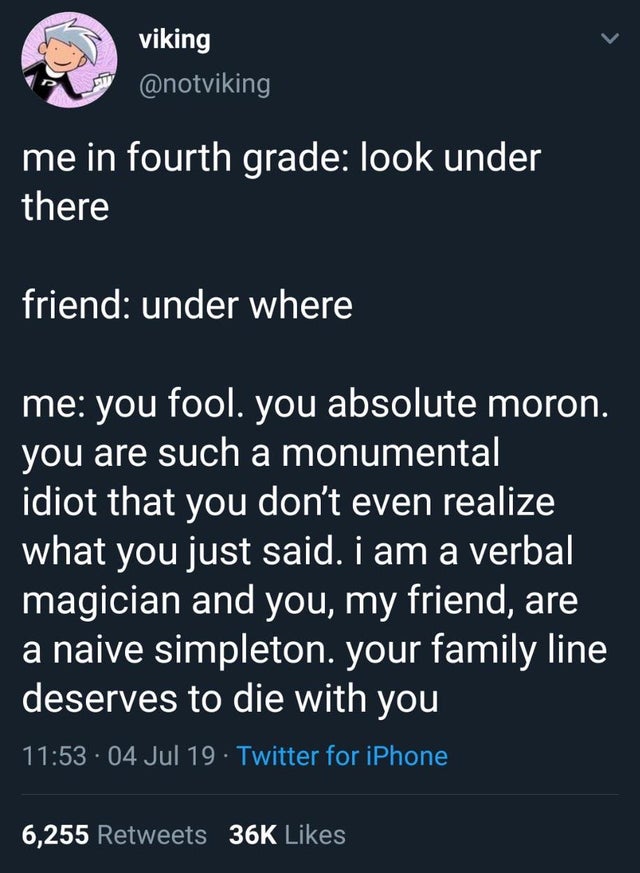 viking
@notviking
me in fourth grade: look under
there
friend: under where
me: you fool. you absolute moron.
you are such a monumental
idiot that you don't even realize
what you just said. i am a verbal
magician and you, my friend, are
a naive simpleton. your family line
deserves to die with you
11:53 · 04 Jul 19 · Twitter for iPhone
6,255 Retweets 36K Likes